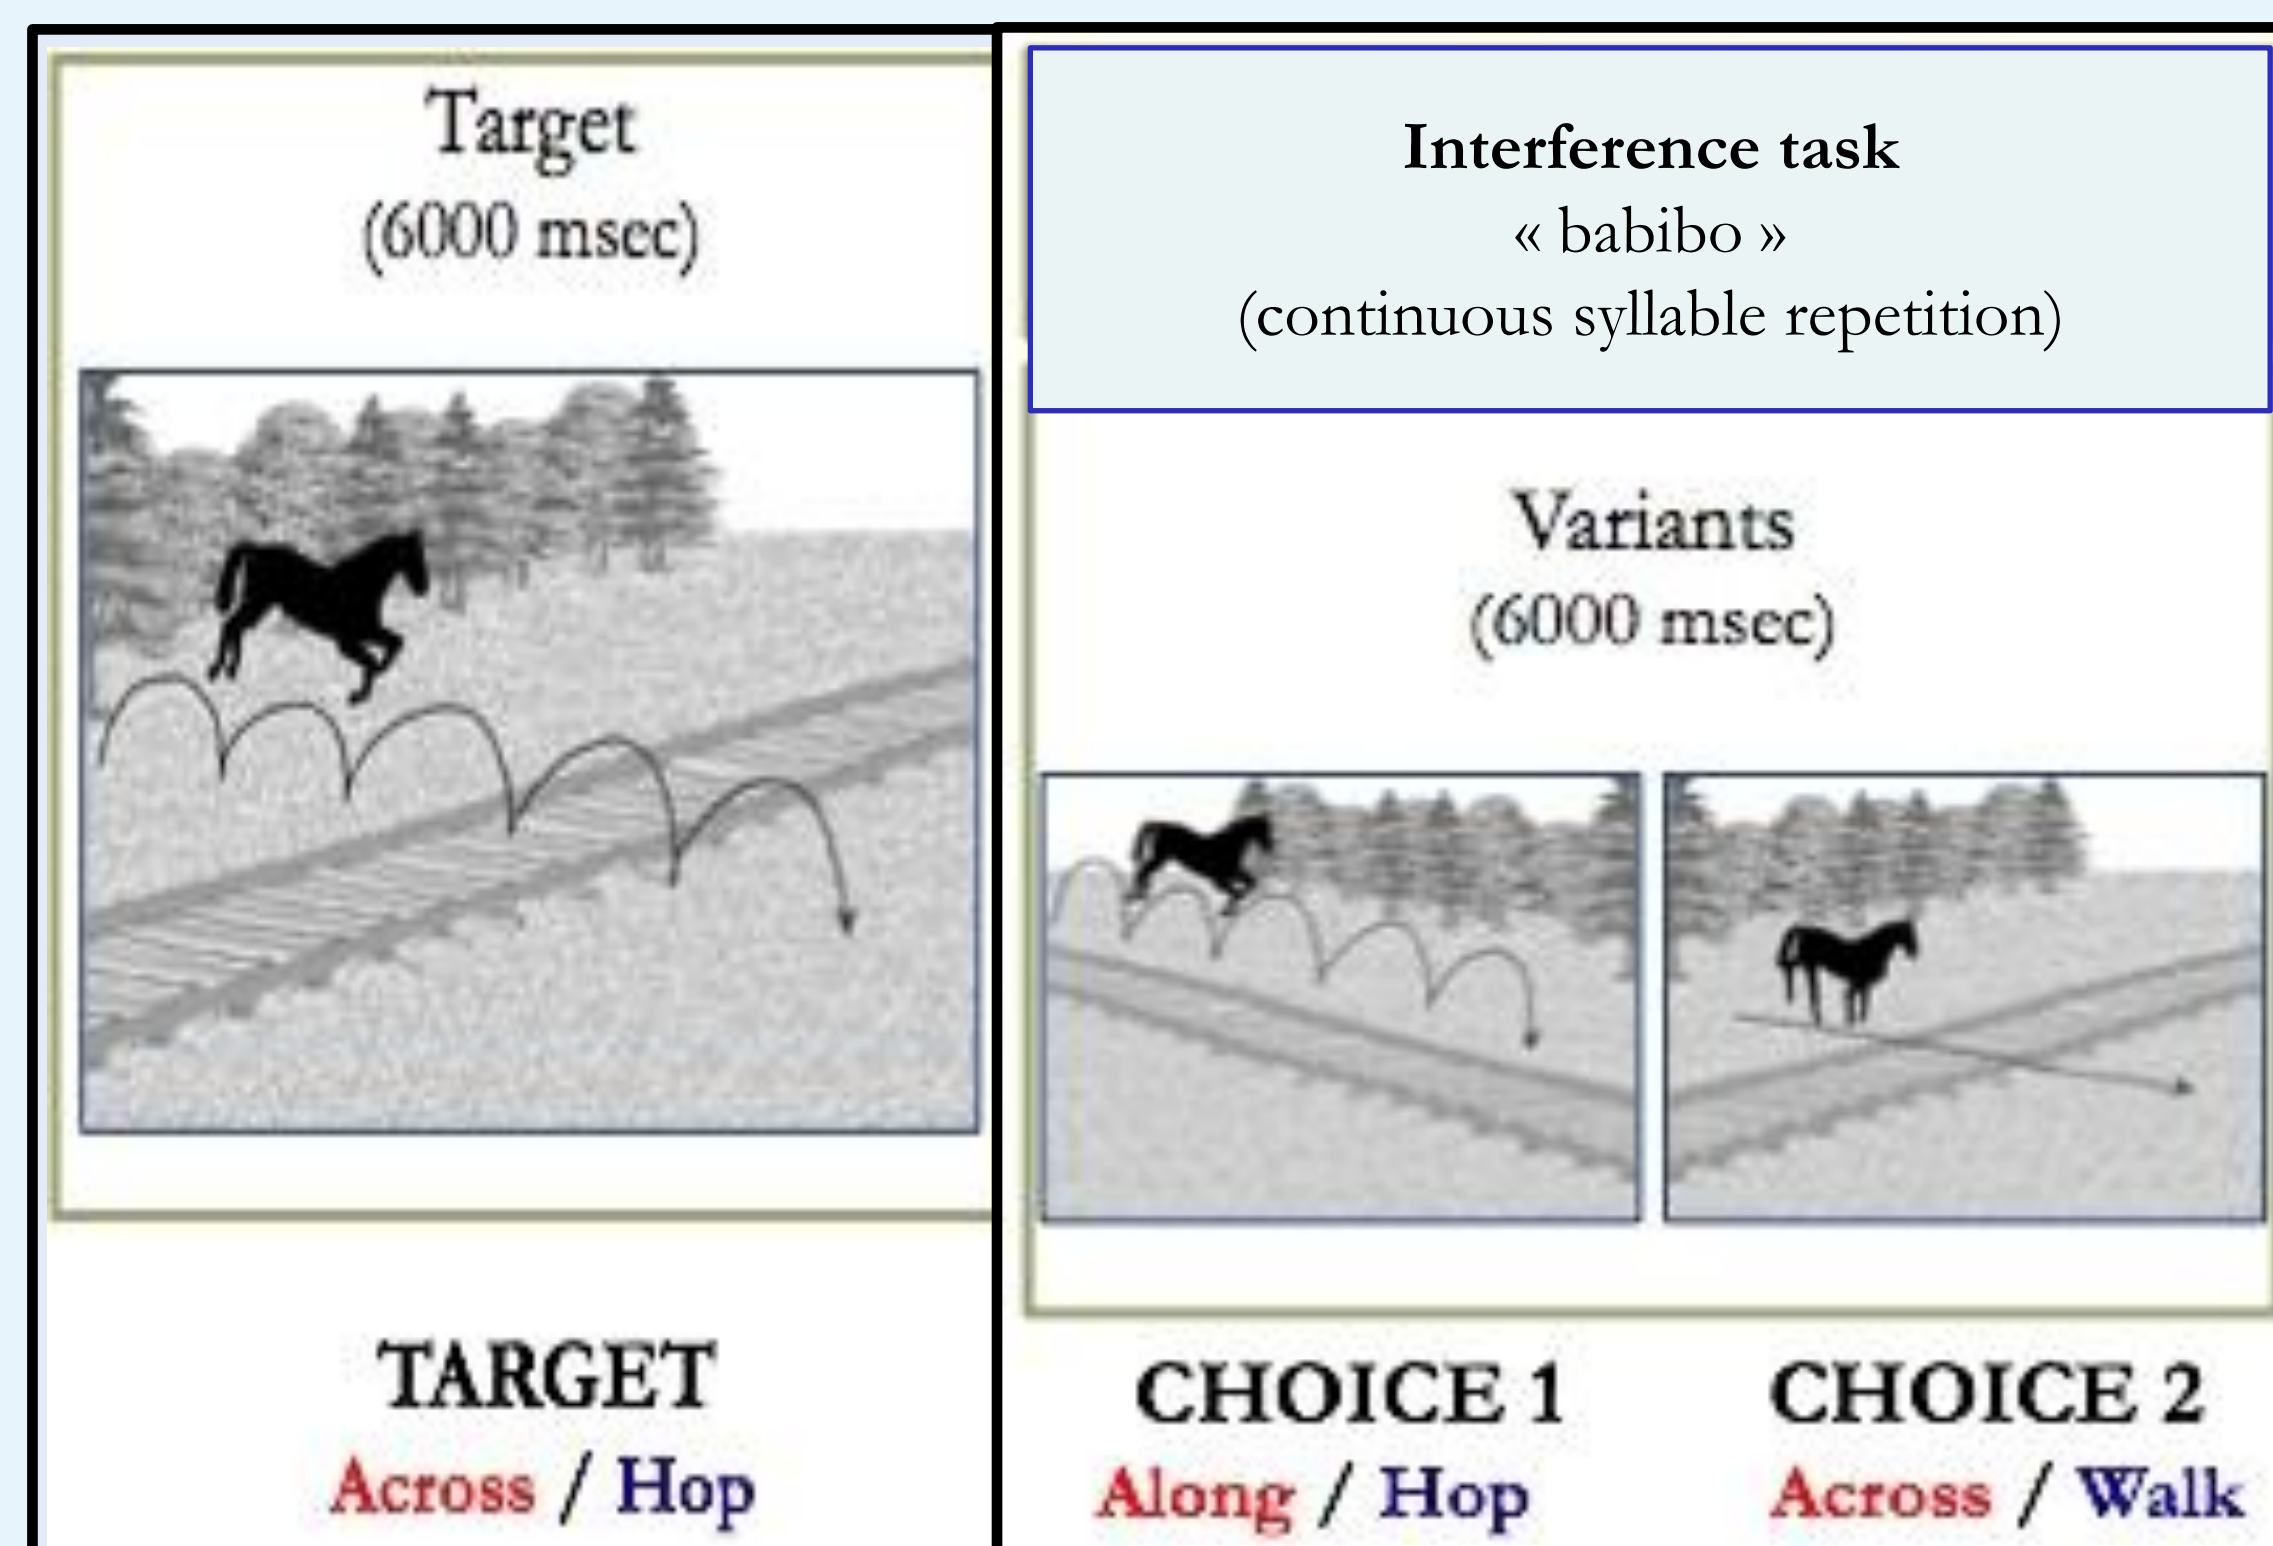 Target
(6000 msec)
TARGET
Across / Hop
Interference task
« babibo »
(continuous syllable repetition)
Variants
(6000 msec)
CHOICE 1
Along / Hop
CHOICE 2
Across / Walk